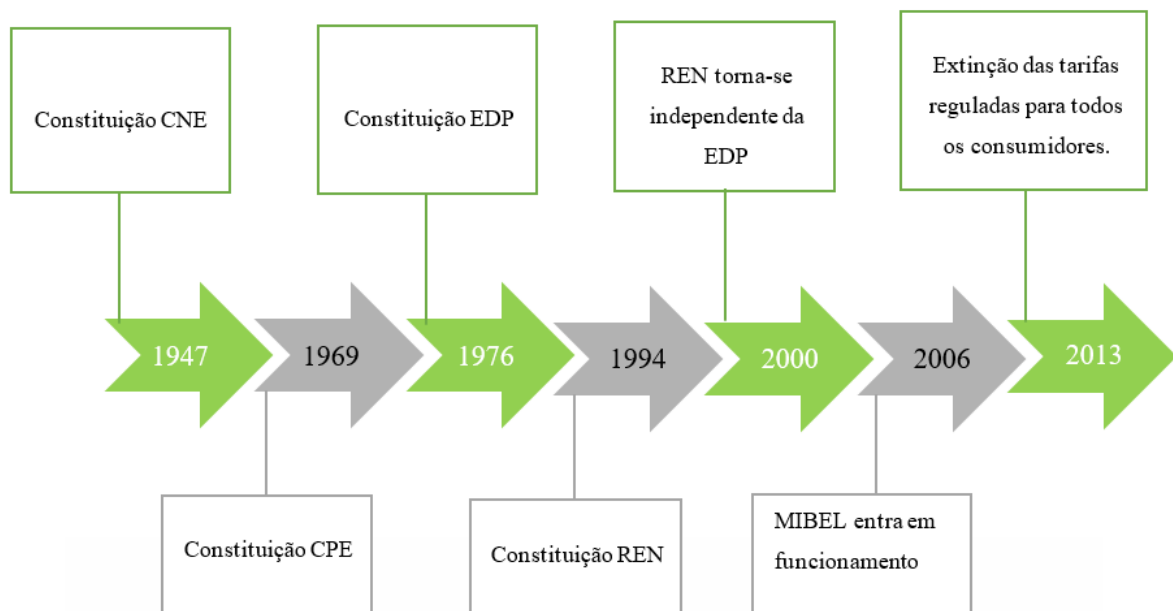 Constituição CNE
Constituição EDP
REN torna-se
independente da
EDP
Extinção das tarifas
reguladas para todos
os consumidores.
1947
1969
1976
1994
2000
2006
2013
Constituição CPE
Constituição REN
MIBEL entra em
funcionamento